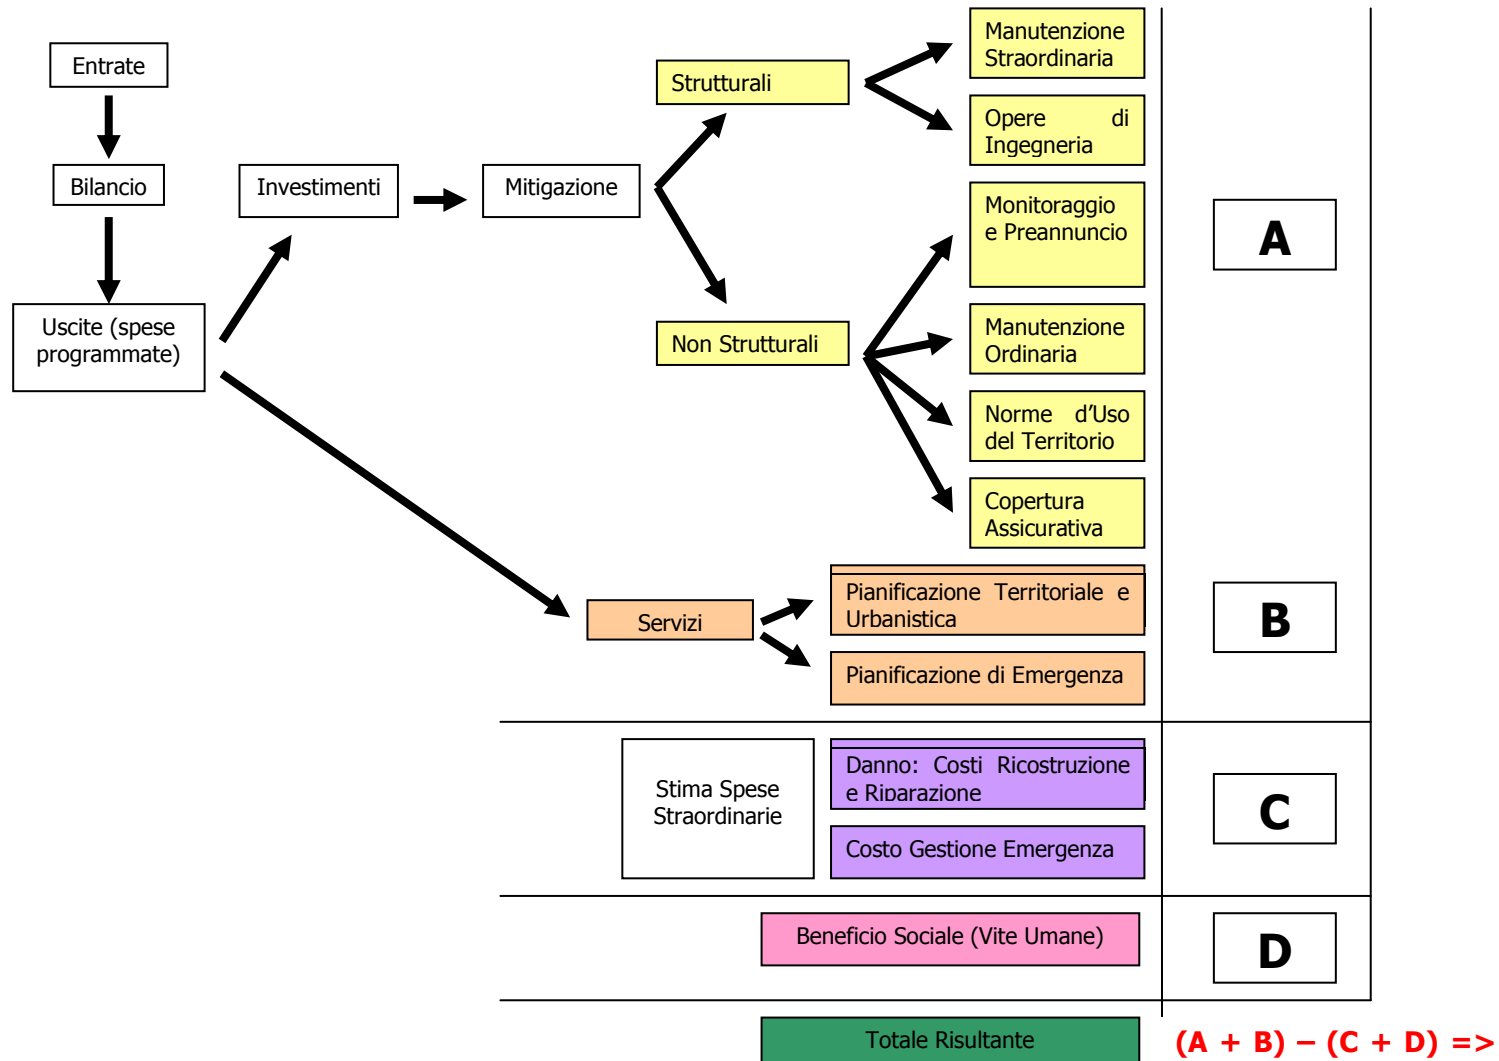 Entrate
Bilancio
Uscite (spese
programmate)
Investimenti
Mitigazione
Strutturali
Non Strutturali
Manutenzione
Straordinaria
Opere di
Ingegneria
Monitoraggio
e Preannuncio
Manutenzione
Ordinaria
Norme d'Uso
del Territorio
Copertura
Assicurativa
A
Servizi
Pianificazione Territoriale e
Urbanistica
Pianificazione di Emergenza
B
Stima Spese
Straordinarie
Danno: Costi Ricostruzione
e Riparazione
Costo Gestione Emergenza
C
Beneficio Sociale (Vite Umane)
D
Totale Risultante
(A + B) – (C + D) =>